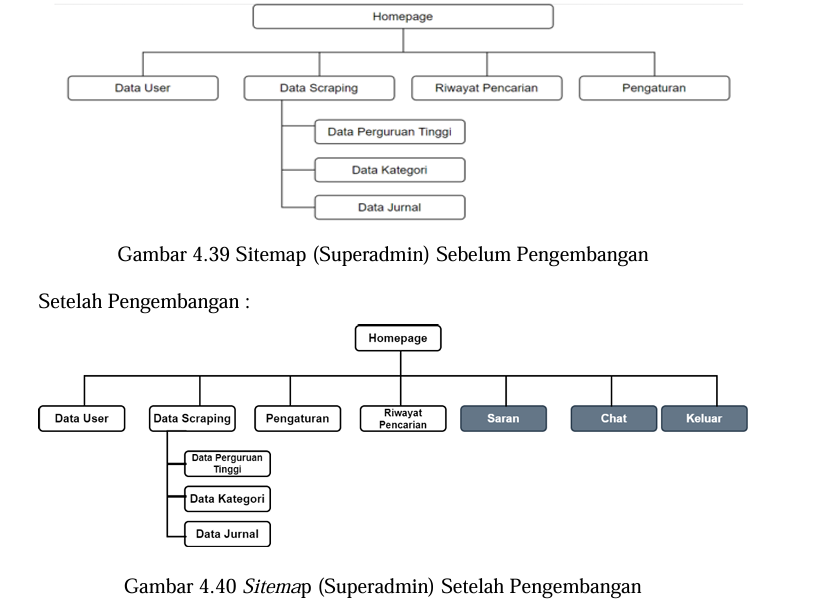 Homepage
Data User
Data Scraping
Riwayat Pencarian
Pengaturan
Data Perguruan Tinggi
Data Kategori
Data Jurnal
Gambar 4.39 Sitemap (Superadmin) Sebelum Pengembangan
Setelah Pengembangan :
Homepage
Data User
Data Scraping
Pengaturan
Riwayat
Pencarian
Saran
Chat
Keluar
Data Perguruan
Tinggi
Data Kategori
Data Jurnal
Gambar 4.40 Sitemap (Superadmin) Setelah Pengembangan